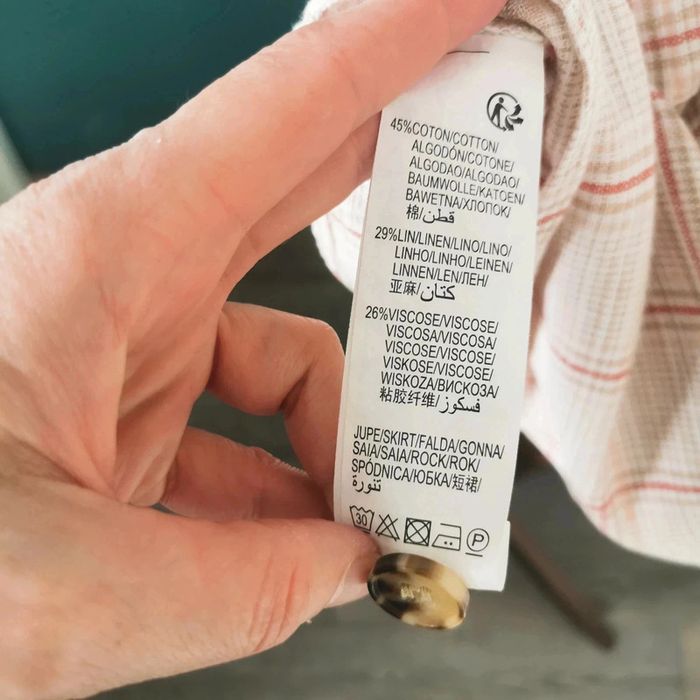 45%COTON/COTTON/
ALGODÓN/COTONE/
ALGODAO/ALGODAO/
BAUMWOLLE/KATOEN/
BAWEŁNA/ХЛОПОК/
棉/قطن
29%LIN/LINEN/LINO/LINO/
LINHO/LINHO/LEINEN/
LINNEN/LEN/ЛЕН/
亚麻/كتان
26%VISCOSE/VISCOSE/
VISCOSA/VISCOSA/
VISCOSE/VISCOSE/
VISKOSE/VISCOSE/
WISKOZA/ВИСКОЗА/
粘胶纤维/فسكوز
JUPE/SKIRT/FALDA/GONNA/
SAIA/SAIA/ROCK/ROK/
SPÓDNICA/ЮБКА/短裙/
تنورة
30 P